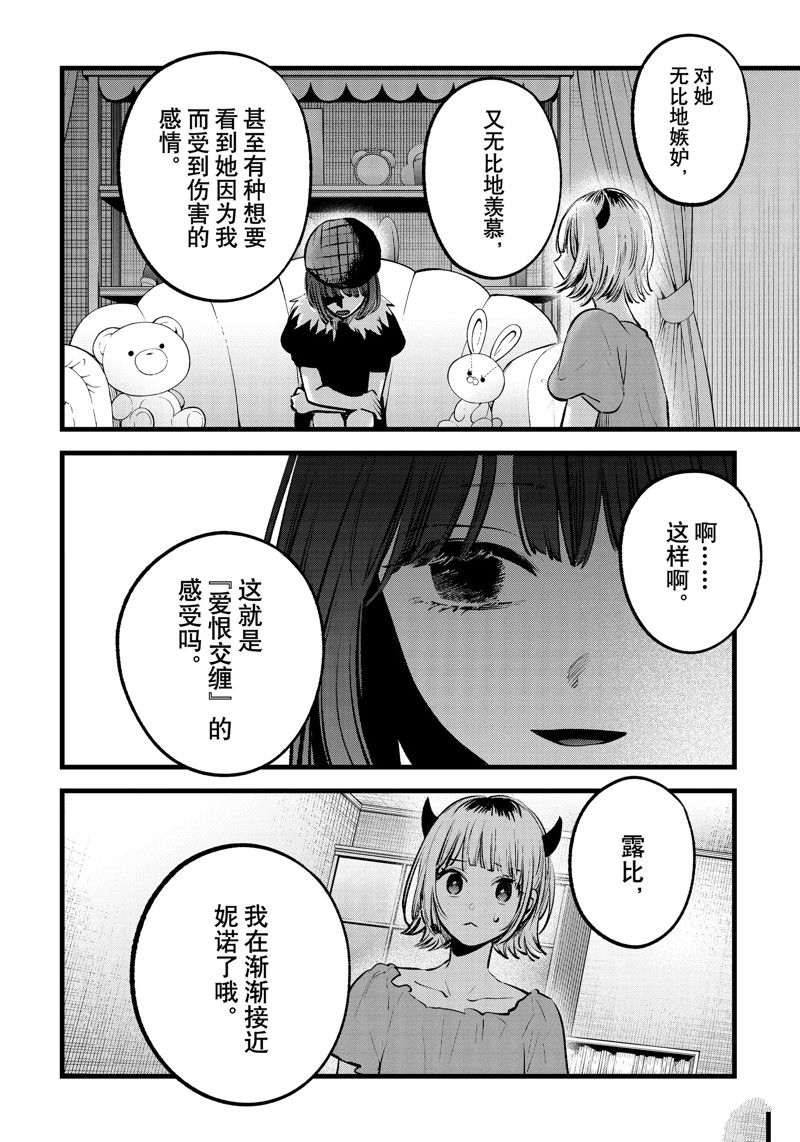 对她
无比地嫉妒，
又无比地羡慕，
甚至有种想要
看到她因为我
而受到伤害的
感情。
啊……
这样啊。
这就是
『爱恨交缠』的
感受吗。
露比，
我在渐渐接近
妮诺了哦。